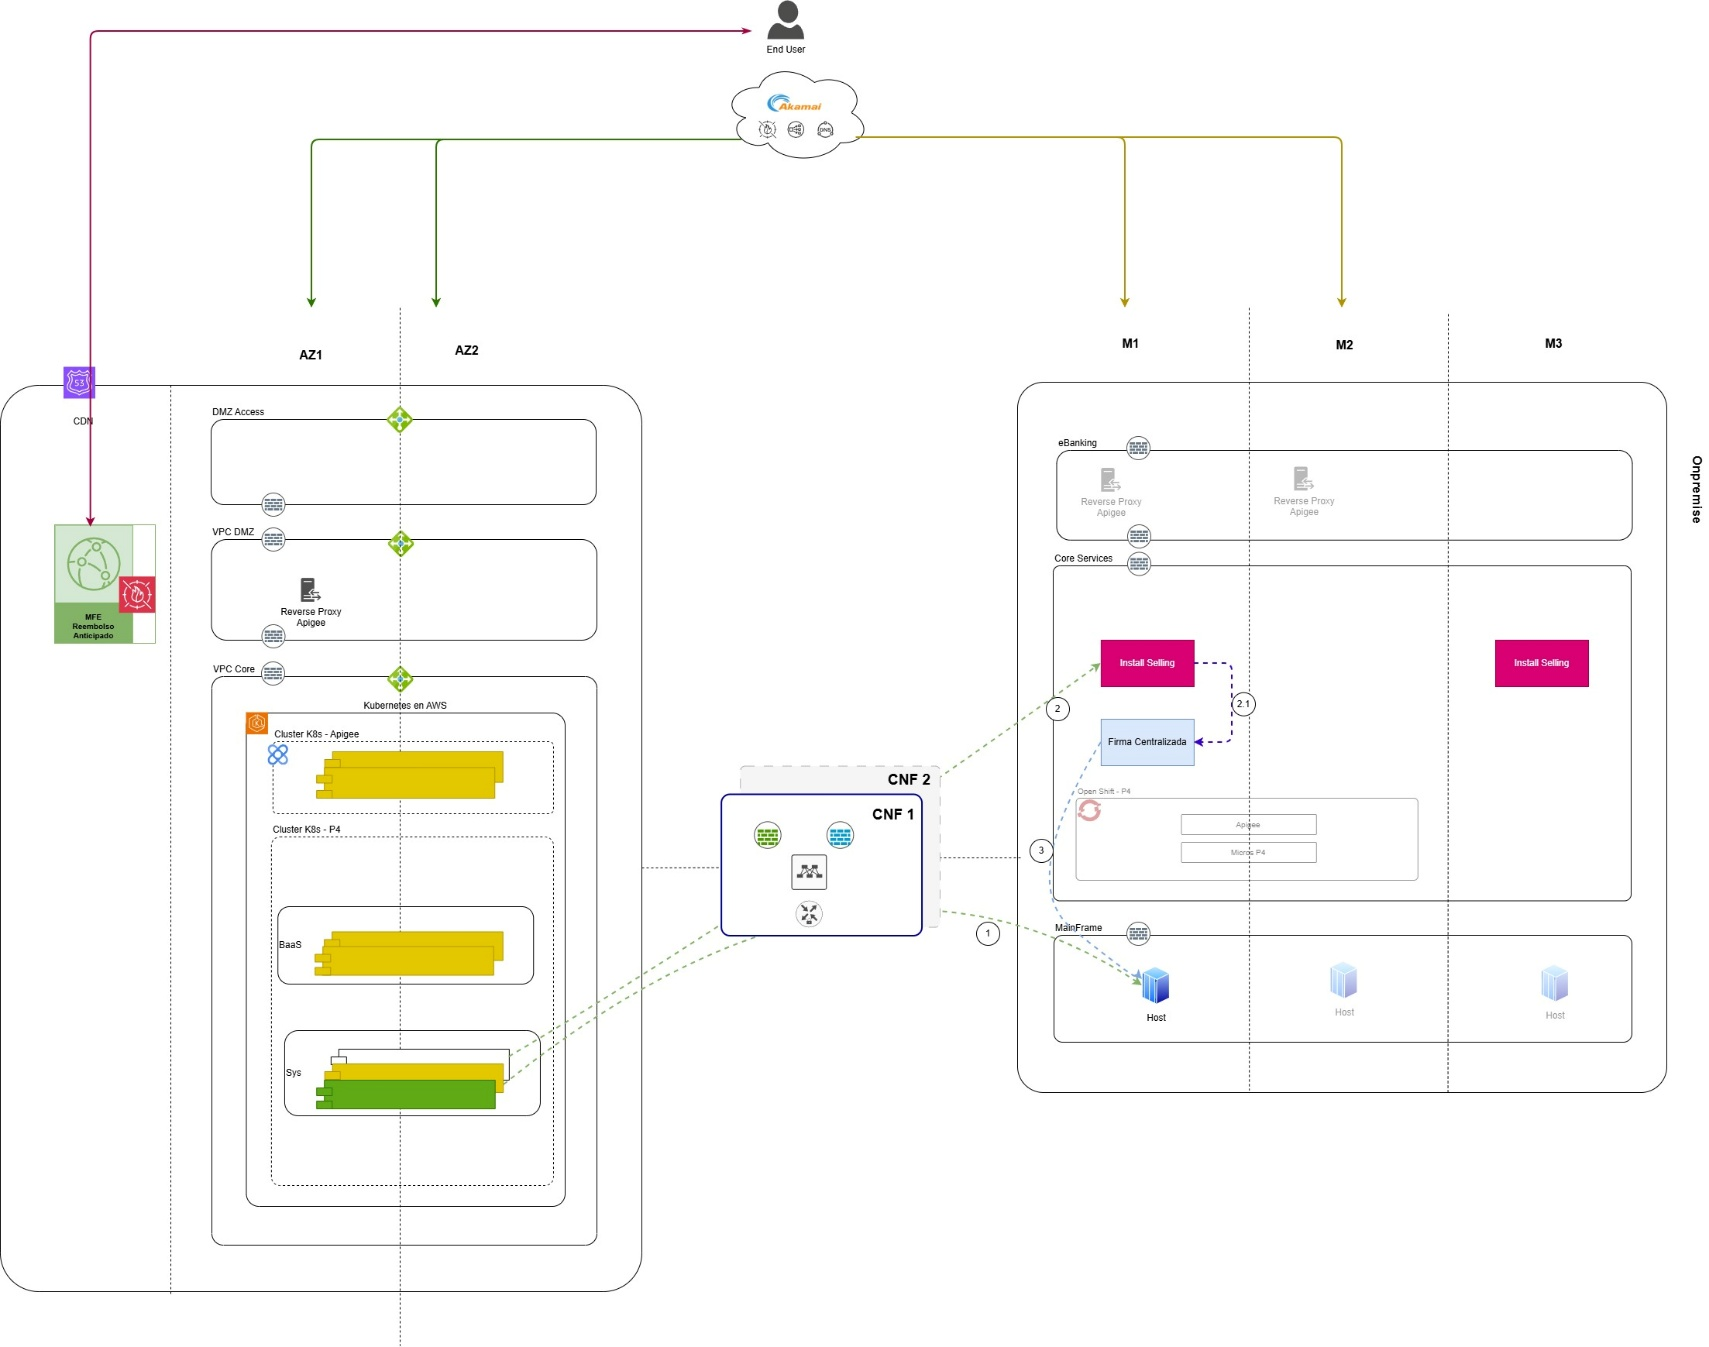 End User
Akamai
DNS
AZ1
AZ2
M1
M2
M3
53
CDN
DMZ Access
eBanking
Reverse Proxy
Apigee
Reverse Proxy
Apigee
Onpremise
VPC DMZ
Reverse Proxy
Apigee
MFE
Reembolso
Anticipado
Core Services
Install Selling
Install Selling
VPC Core
Kubernetes en AWS
K
Cluster K8s - Apigee
2
2.1
Firma Centralizada
CNF 2
CNF 1
Open Shift - P4
Apigee
Micros P4
Cluster K8s - P4
3
BaaS
1
MainFrame
Host
Host
Host
Sys